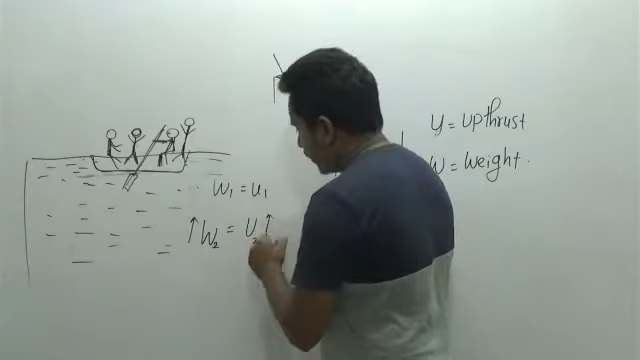 W₁ = U₁
↑W₂ = U₂↑
U = upthrust
W = weight.